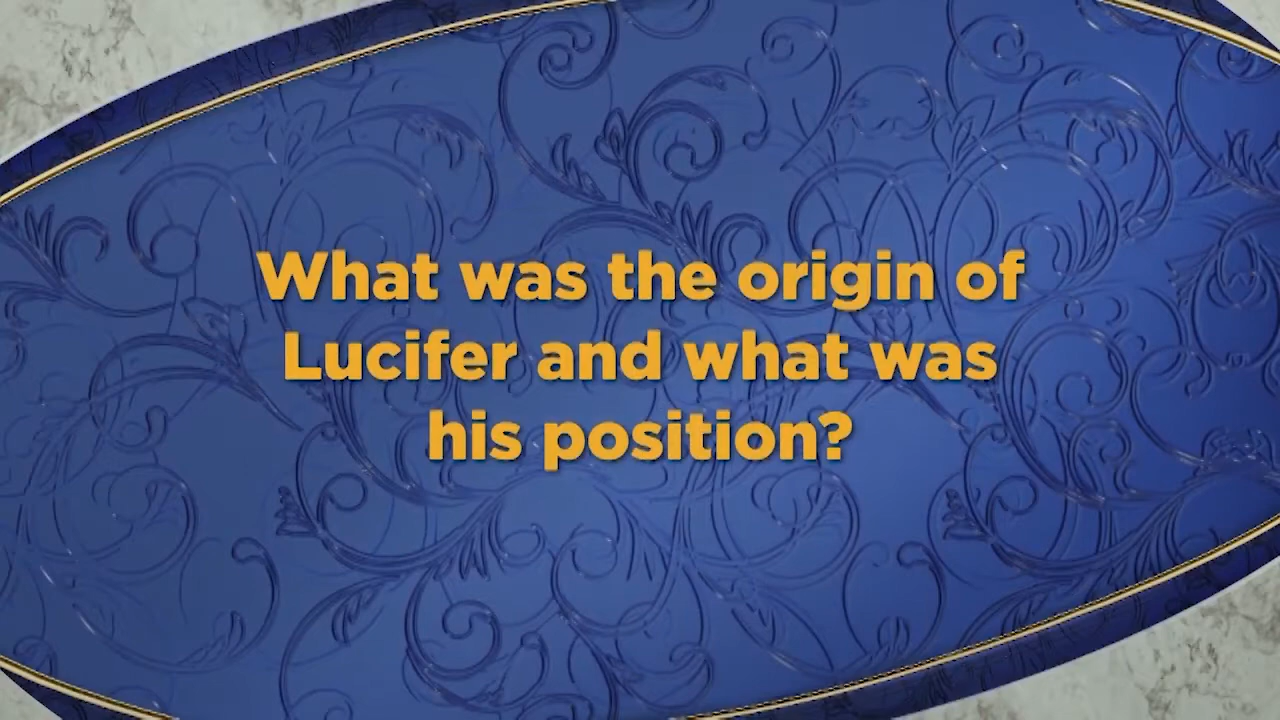 What was the origin of
Lucifer and what was
his position?